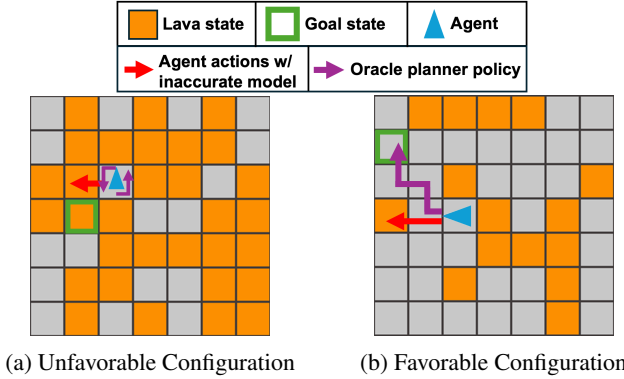 Lava state
Goal state
Agent
Agent actions w/
inaccurate model
Oracle planner policy
(a) Unfavorable Configuration
(b) Favorable Configuration